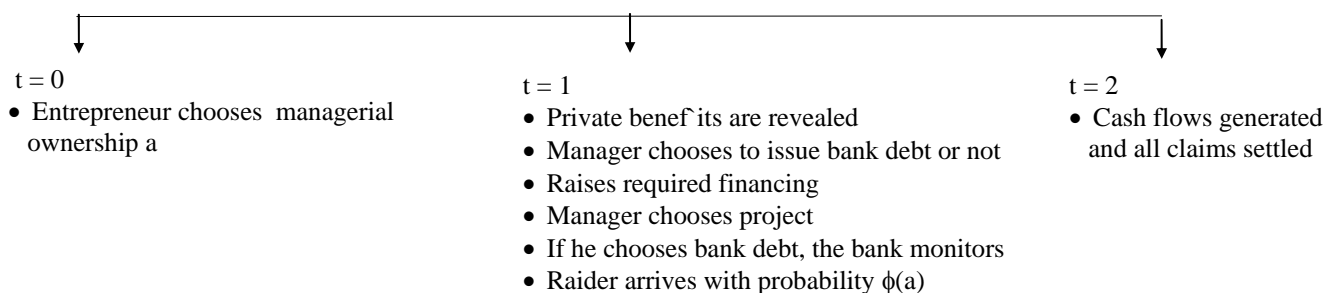 t = 0
• Entrepreneur chooses managerial
ownership a
t = 1
• Private benef`its are revealed
• Manager chooses to issue bank debt or not
• Raises required financing
• Manager chooses project
• If he chooses bank debt, the bank monitors
• Raider arrives with probability ϕ(a)
t = 2
• Cash flows generated
and all claims settled